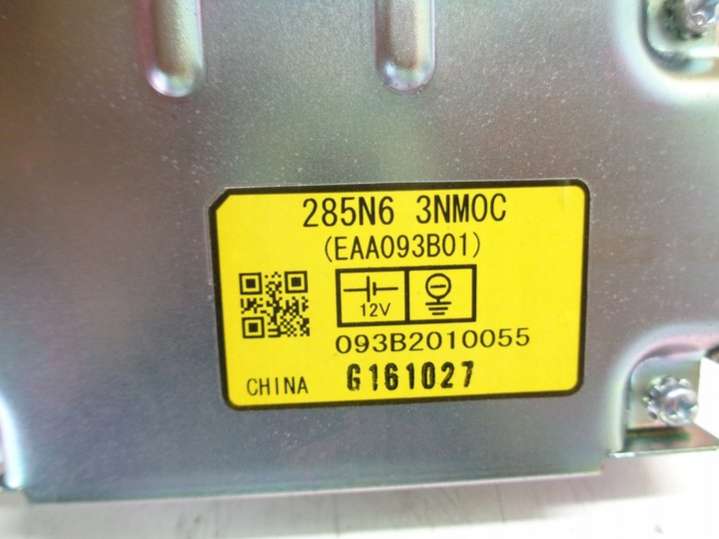 285N6 3NM0C
(EAA093B01)
12V
093B2010055
CHINA G161027